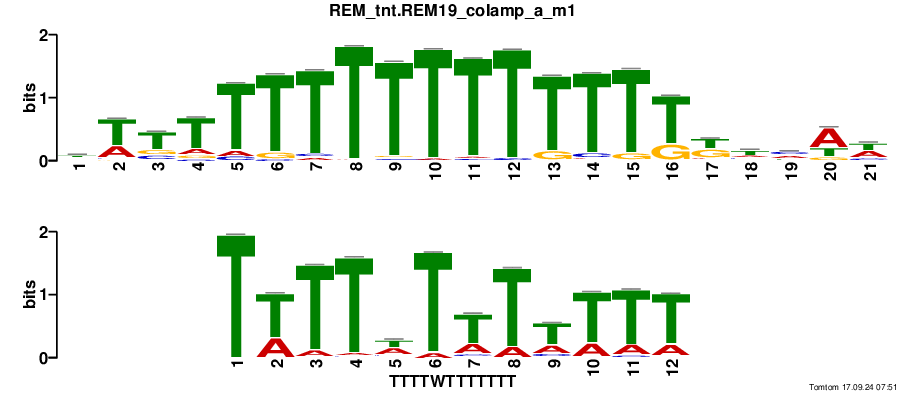 REM_tnt.REM19_colamp_a_m1
2
1
0
bits
1 2 3 4 5 6 7 8 9 10 11 12 13 14 15 16 17 18 19 20 21
2
1
0
bits
1 2 3 4 5 6 7 8 9 10 11 12
TTTTWTTTTTTT
Tomtom 17.09.24 07:51